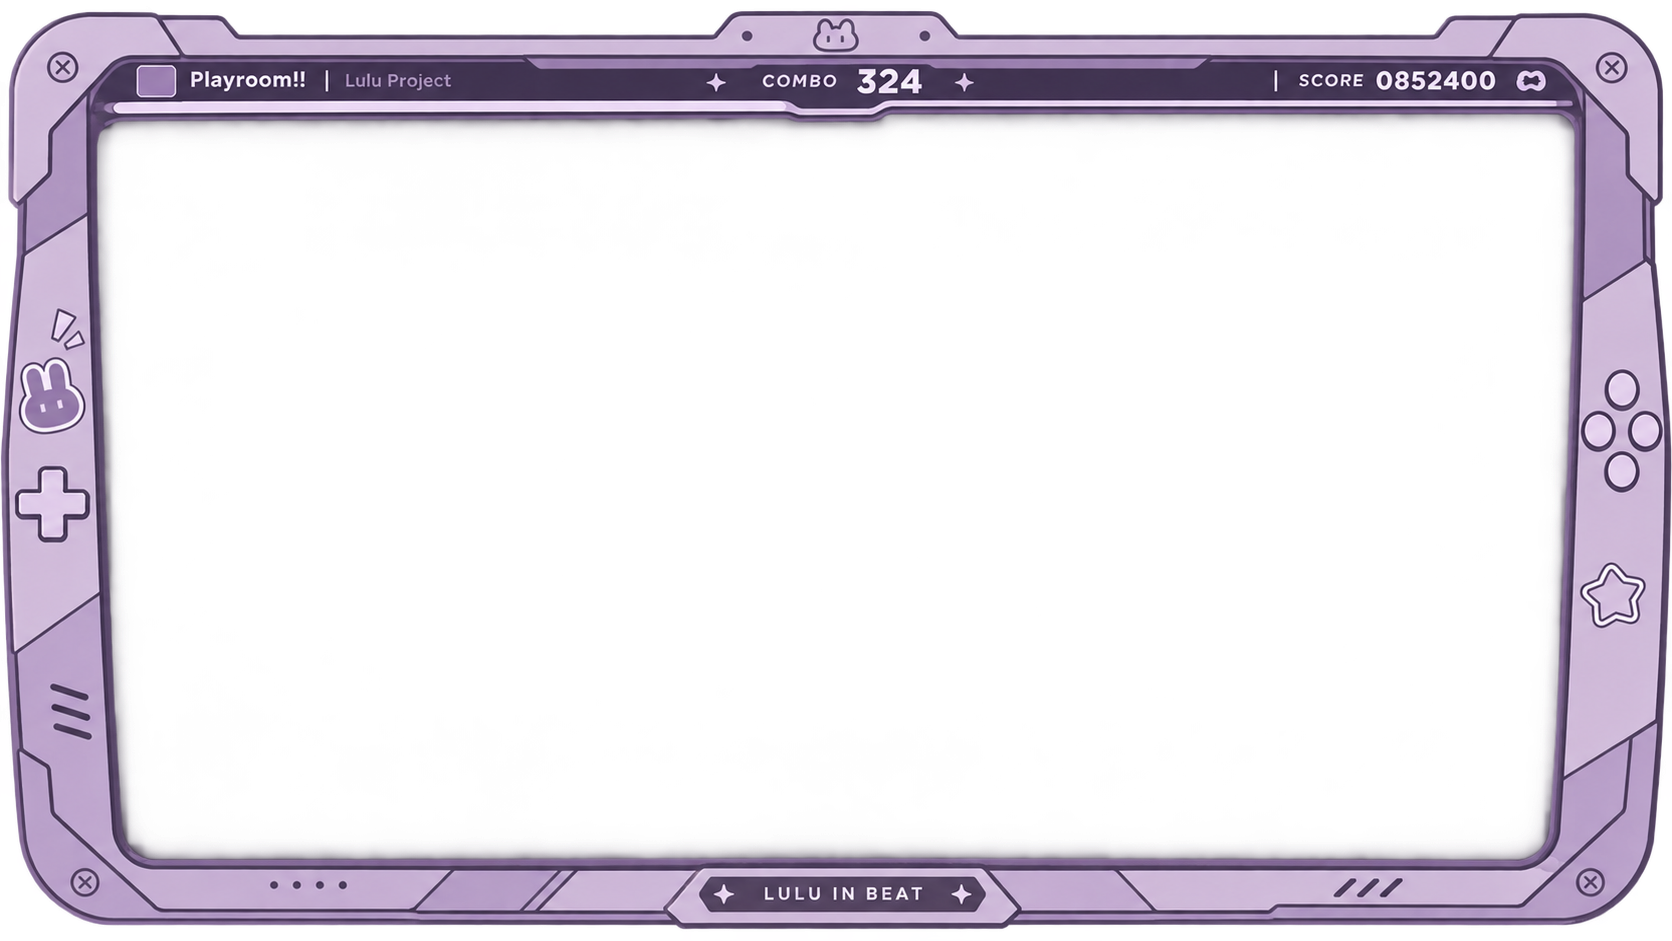 Playroom!! | Lulu Project
COMBO 324
| SCORE 0852400
LULU IN BEAT